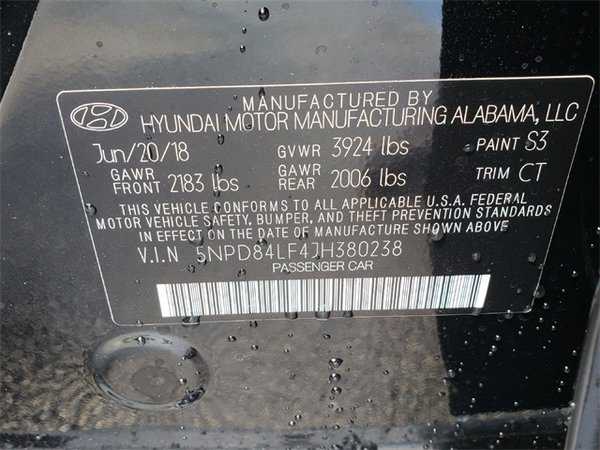 MANUFACTURED BY
HYUNDAI MOTOR MANUFACTURING ALABAMA, LLC
Jun/20/18 GVWR 3924 lbs PAINT S3
GAWR FRONT 2183 lbs GAWR REAR 2006 lbs TRIM CT
THIS VEHICLE CONFORMS TO ALL APPLICABLE U.S.A. FEDERAL
MOTOR VEHICLE SAFETY, BUMPER, AND THEFT PREVENTION STANDARDS
IN EFFECT ON THE DATE OF MANUFACTURE SHOWN ABOVE.
V.I.N 5NPD84LF4JH380238
PASSENGER CAR